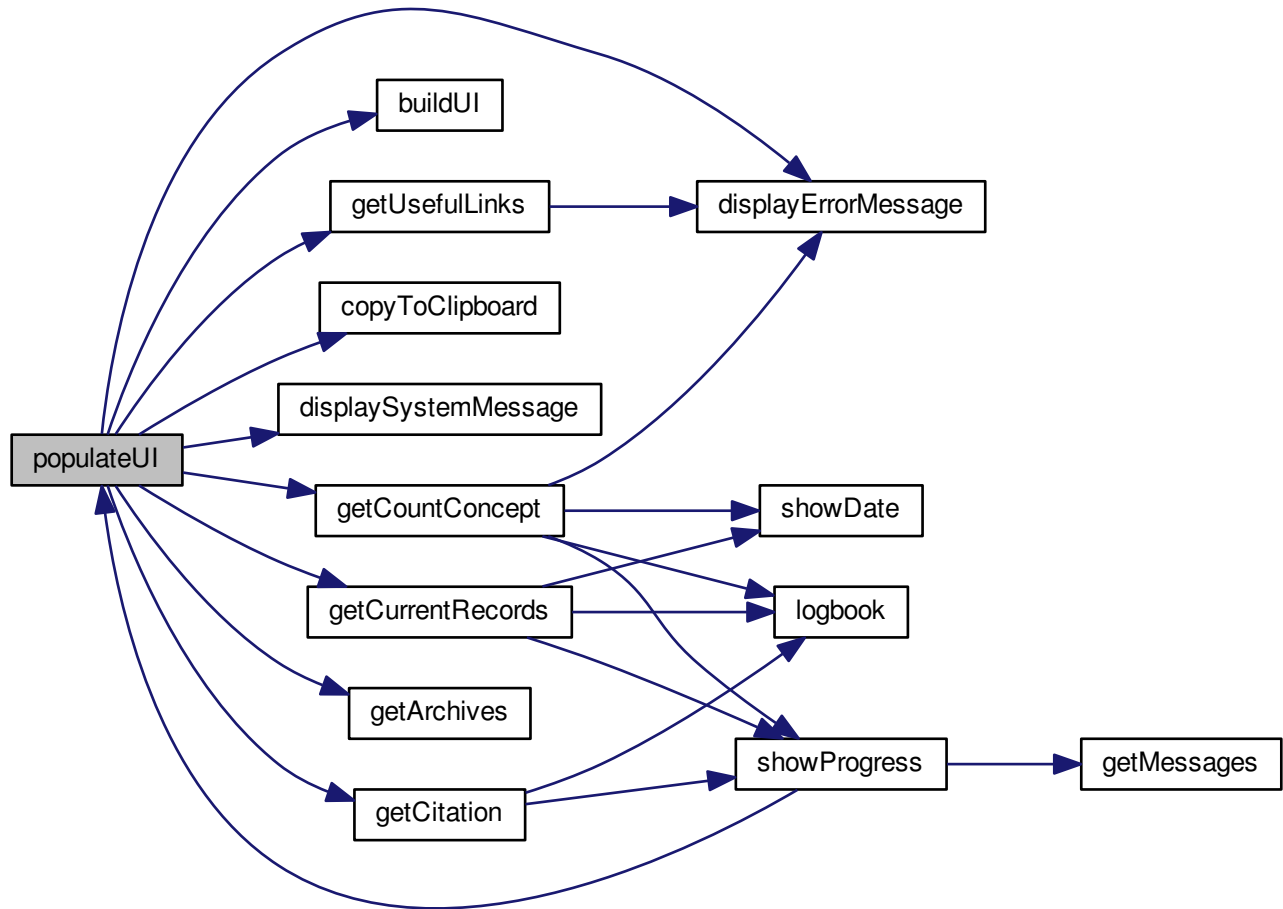 buildUI
getUsefulLinks
displayErrorMessage
copyToClipboard
displaySystemMessage
populateUI
getCountConcept
showDate
getCurrentRecords
logbook
getArchives
showProgress
getMessages
getCitation